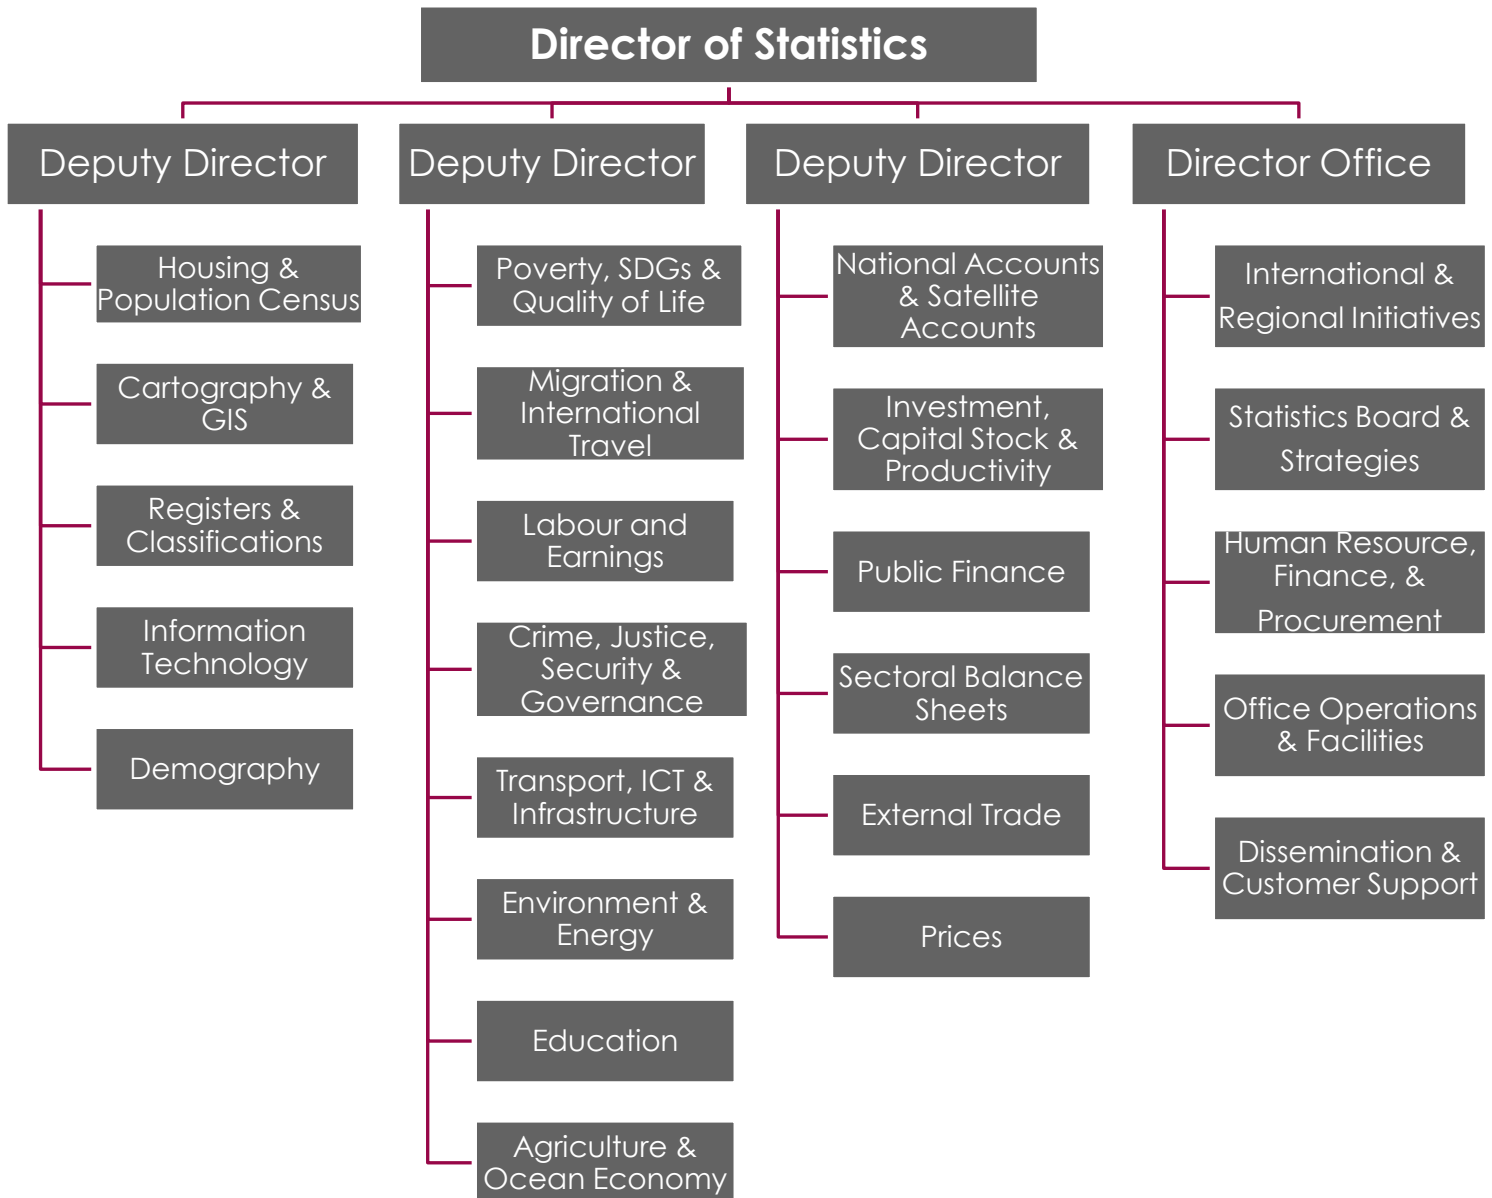 Director of Statistics
Deputy Director
Housing &
Population Census
Cartography &
GIS
Registers &
Classifications
Information
Technology
Demography
Deputy Director
Poverty, SDGs &
Quality of Life
Migration &
International
Travel
Labour and
Earnings
Crime, Justice,
Security &
Governance
Transport, ICT &
Infrastructure
Environment &
Energy
Education
Agriculture &
Ocean Economy
Deputy Director
National Accounts
& Satellite
Accounts
Investment,
Capital Stock &
Productivity
Public Finance
Sectoral Balance
Sheets
External Trade
Prices
Director Office
International &
Regional Initiatives
Statistics Board &
Strategies
Human Resource,
Finance, &
Procurement
Office Operations
& Facilities
Dissemination &
Customer Support